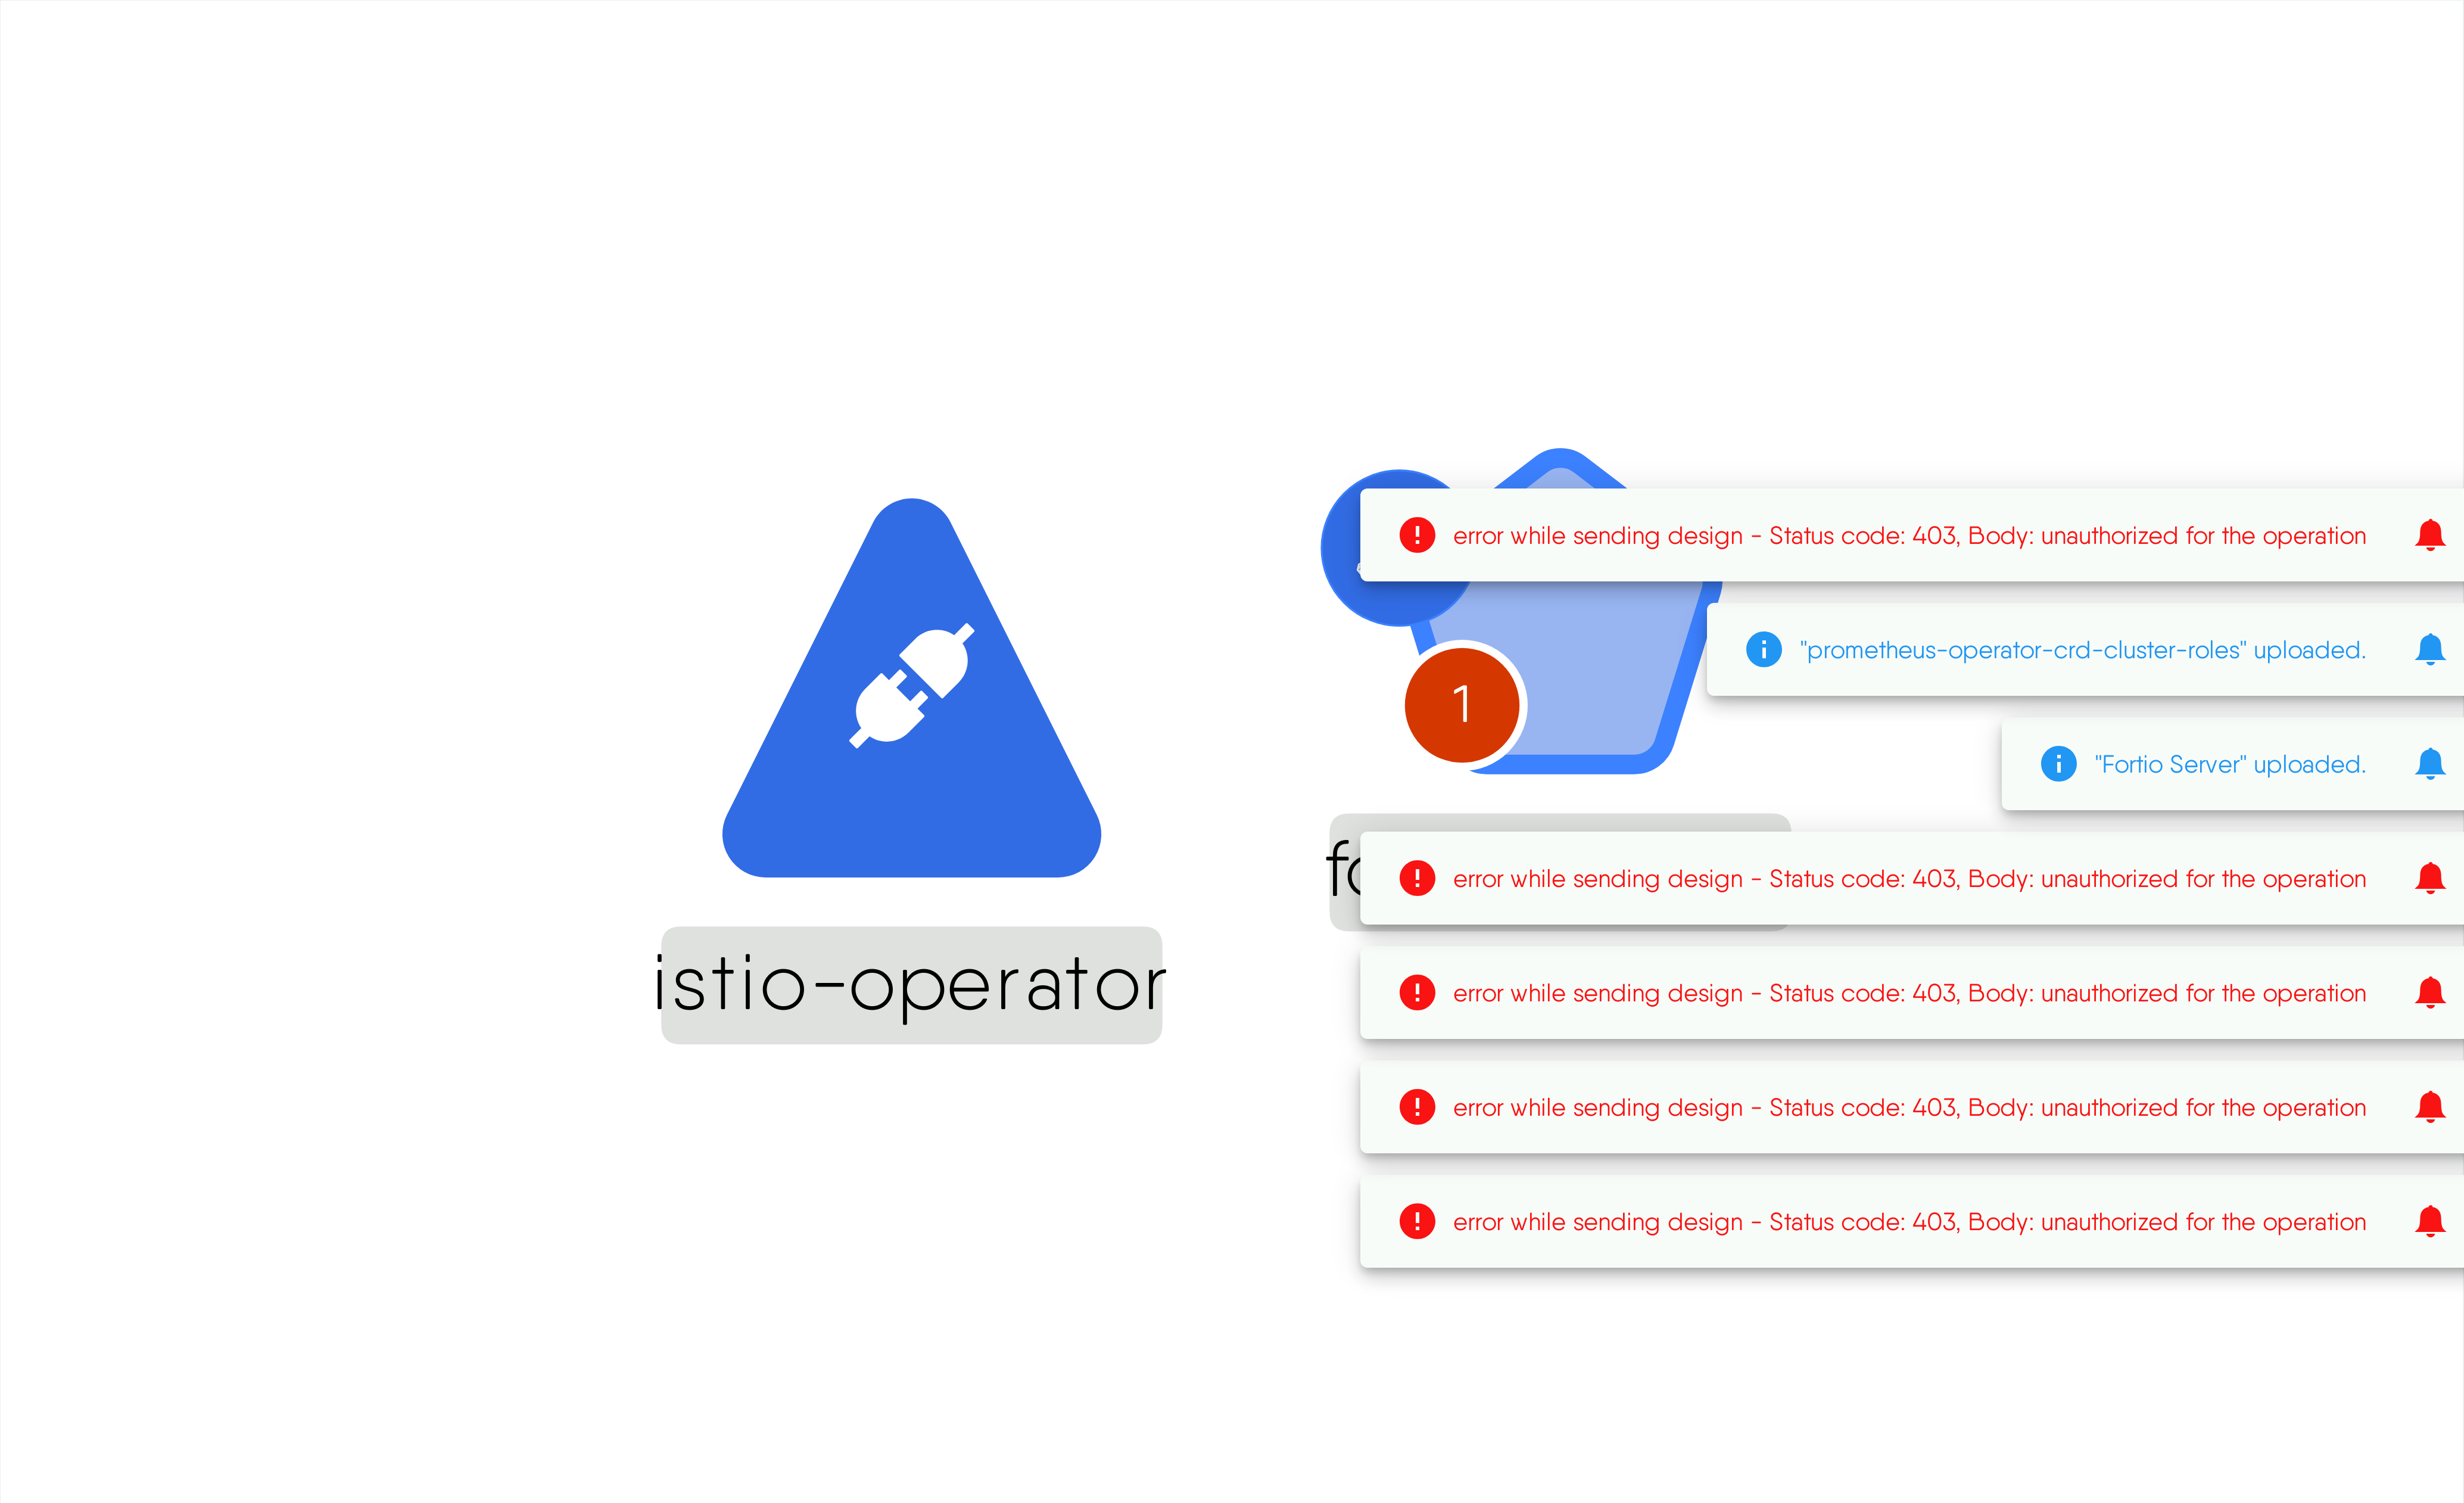 error while sending design - Status code: 403, Body: unauthorized for the operation
"prometheus-operator-crd-cluster-roles" uploaded.
1
"Fortio Server" uploaded.
error while sending design - Status code: 403, Body: unauthorized for the operation
istio-operator
error while sending design - Status code: 403, Body: unauthorized for the operation
error while sending design - Status code: 403, Body: unauthorized for the operation
error while sending design - Status code: 403, Body: unauthorized for the operation